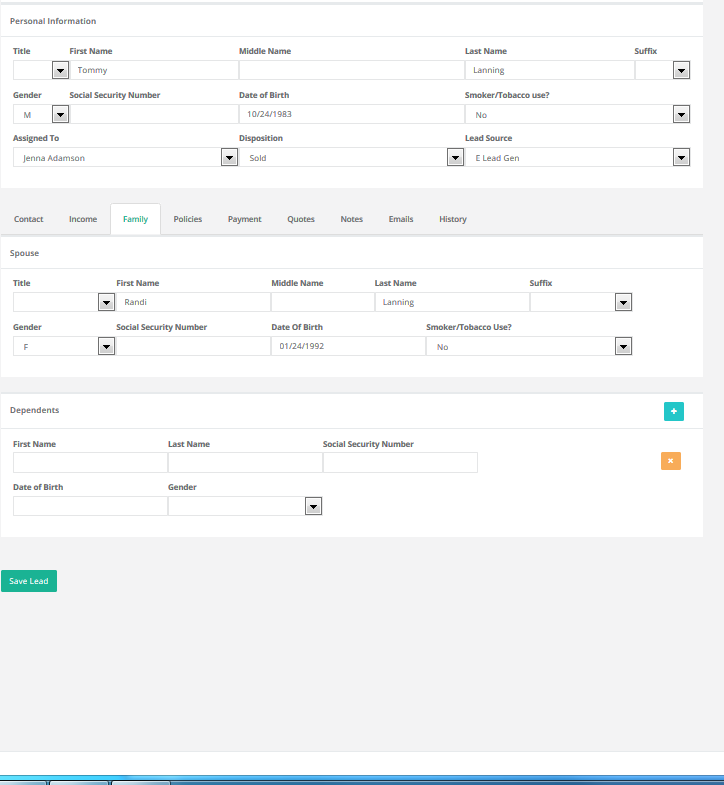 Personal Information
Title First Name Middle Name Last Name Suffix
Tommy Lanning
Gender Social Security Number Date of Birth Smoker/Tobacco use?
M 10/24/1983 No
Assigned To Disposition Lead Source
Jenna Adamson Sold E Lead Gen
Contact Income Family Policies Payment Quotes Notes Emails History
Spouse
Title First Name Middle Name Last Name Suffix
Randi Lanning
Gender Social Security Number Date Of Birth Smoker/Tobacco Use?
F 01/24/1992 No
Dependents +
First Name Last Name Social Security Number
×
Date of Birth Gender
Save Lead